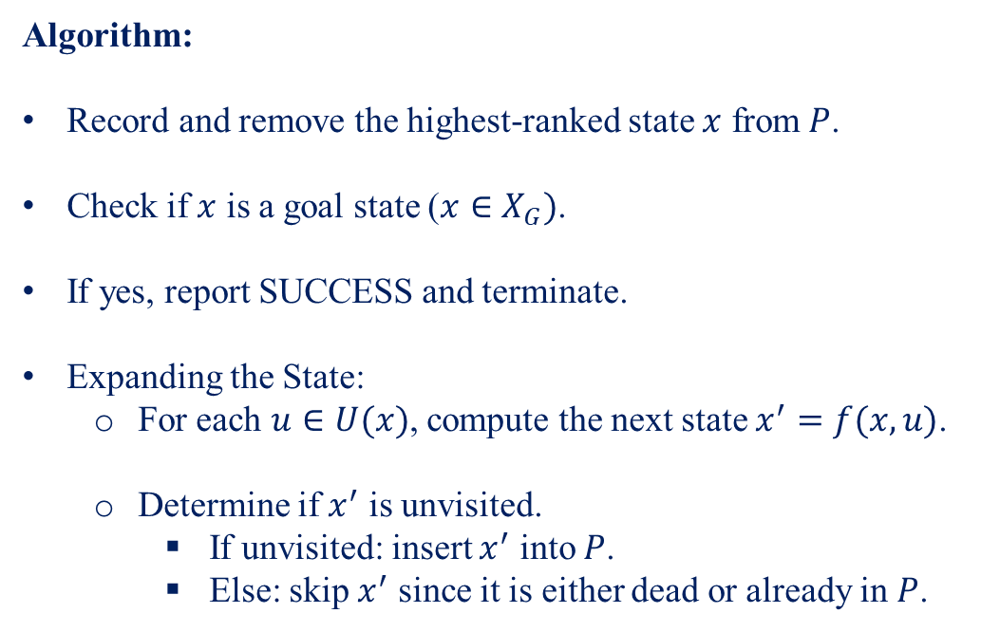 Algorithm:
• Record and remove the highest-ranked state x from P.
• Check if x is a goal state (x ∈ X_G).
• If yes, report SUCCESS and terminate.
• Expanding the State:
o For each u ∈ U(x), compute the next state x′ = f(x, u).
o Determine if x′ is unvisited.
▪ If unvisited: insert x′ into P.
▪ Else: skip x′ since it is either dead or already in P.